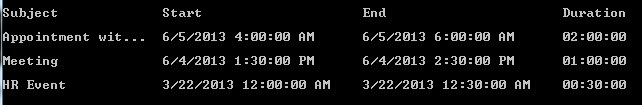 Subject Start End Duration
Appointment wit... 6/5/2013 4:00:00 AM 6/5/2013 6:00:00 AM 02:00:00
Meeting 6/4/2013 1:30:00 PM 6/4/2013 2:30:00 PM 01:00:00
HR Event 3/22/2013 12:00:00 AM 3/22/2013 12:30:00 AM 00:30:00